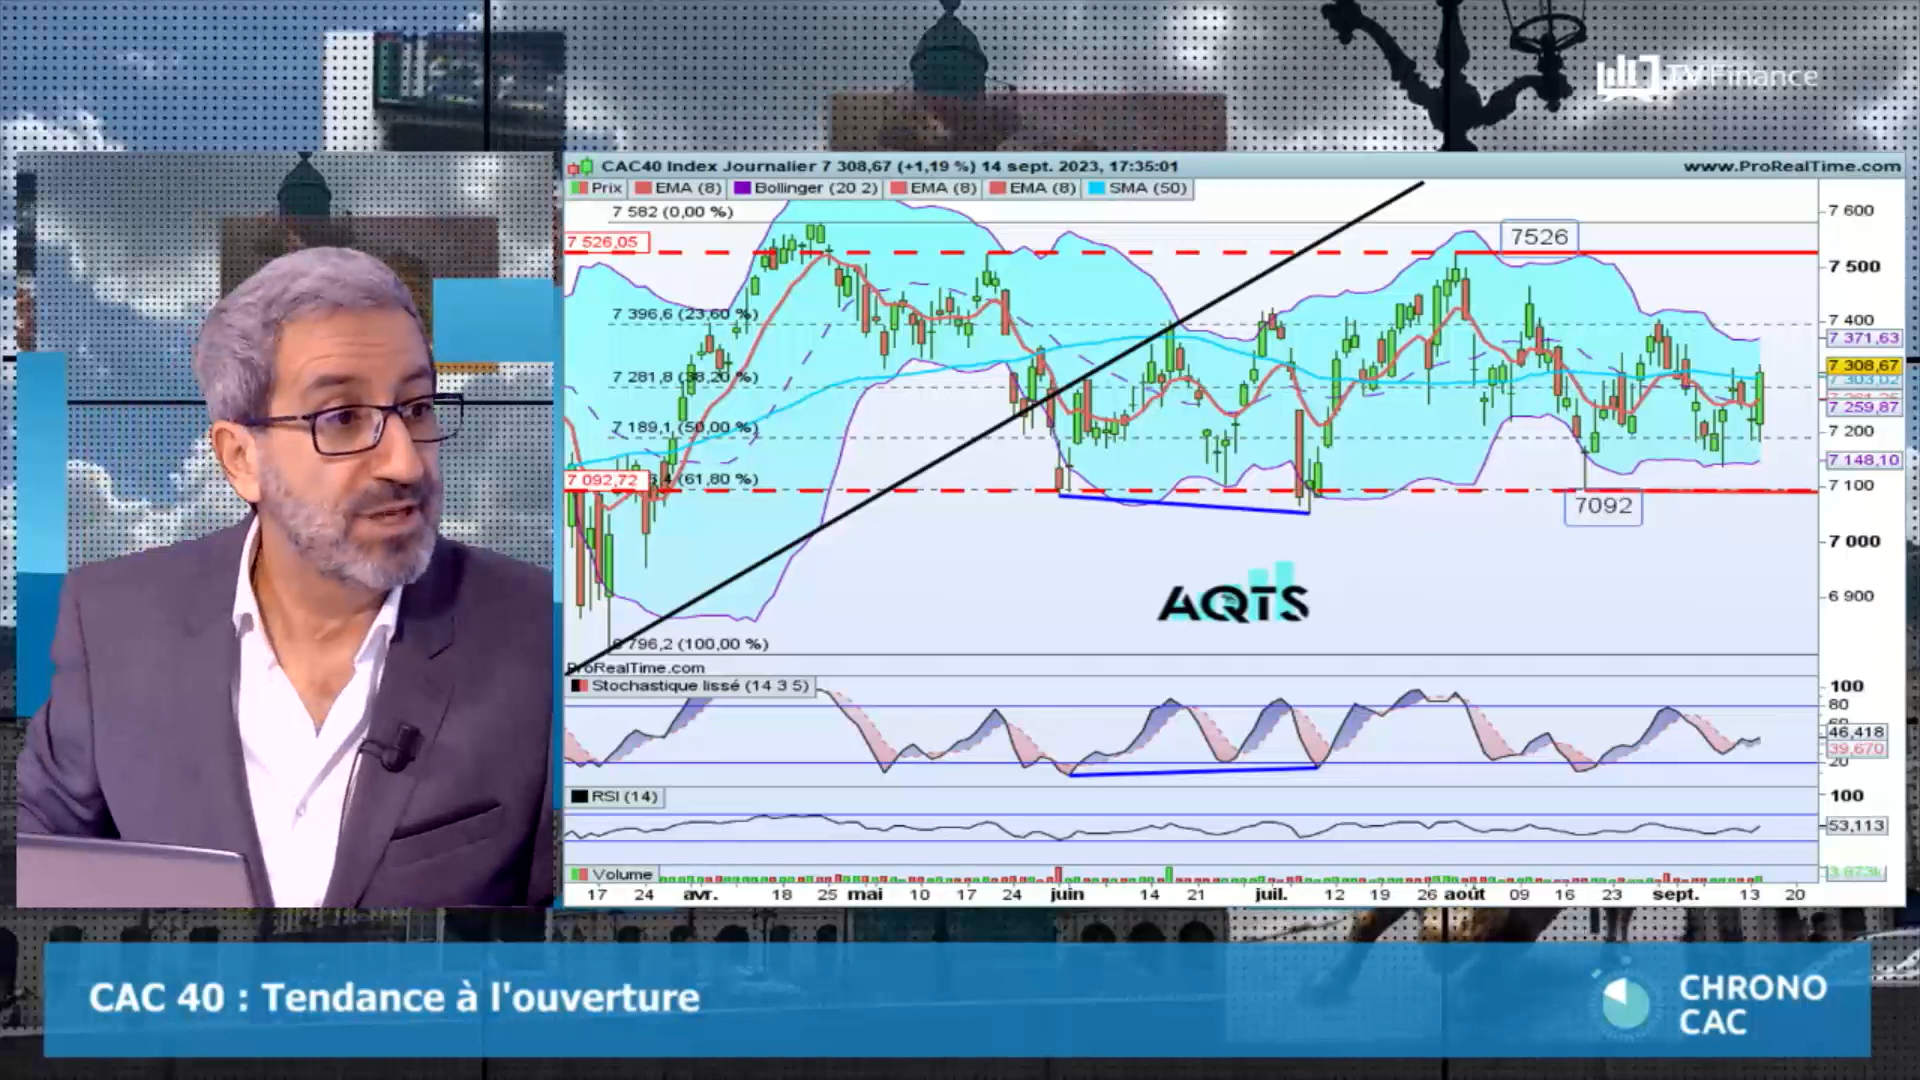 TV Finance
CAC40 Index Journalier 7 308,67 (+1,19 %) 14 sept. 2023, 17:35:01
www.ProRealTime.com
Prix EMA (8) Bollinger (20 2) EMA (8) EMA (8) SMA (50)
7 582 (0,00 %)
7 600
7 526,05
7526
7 500
7 396,6 (23,60 %)
7 400
7 371,63
7 308,67
7 303,02
7 281,8 (38,20 %)
7 259,87
7 189,1 (50,00 %)
7 200
7 148,10
7 092,72
(61,80 %)
7 100
7092
7 000
AQTS
6 900
796,2 (100,00 %)
ProRealTime.com
Stochastique lissé (14 3 5)
100
80
46,418
39,670
20
RSI (14)
100
53,113
Volume
17 24 avr. 18 25 mai 10 17 24 juin 14 21 juil. 12 19 26 août 09 16 23 sept. 13 20
CAC 40 : Tendance à l'ouverture
CHRONO
CAC